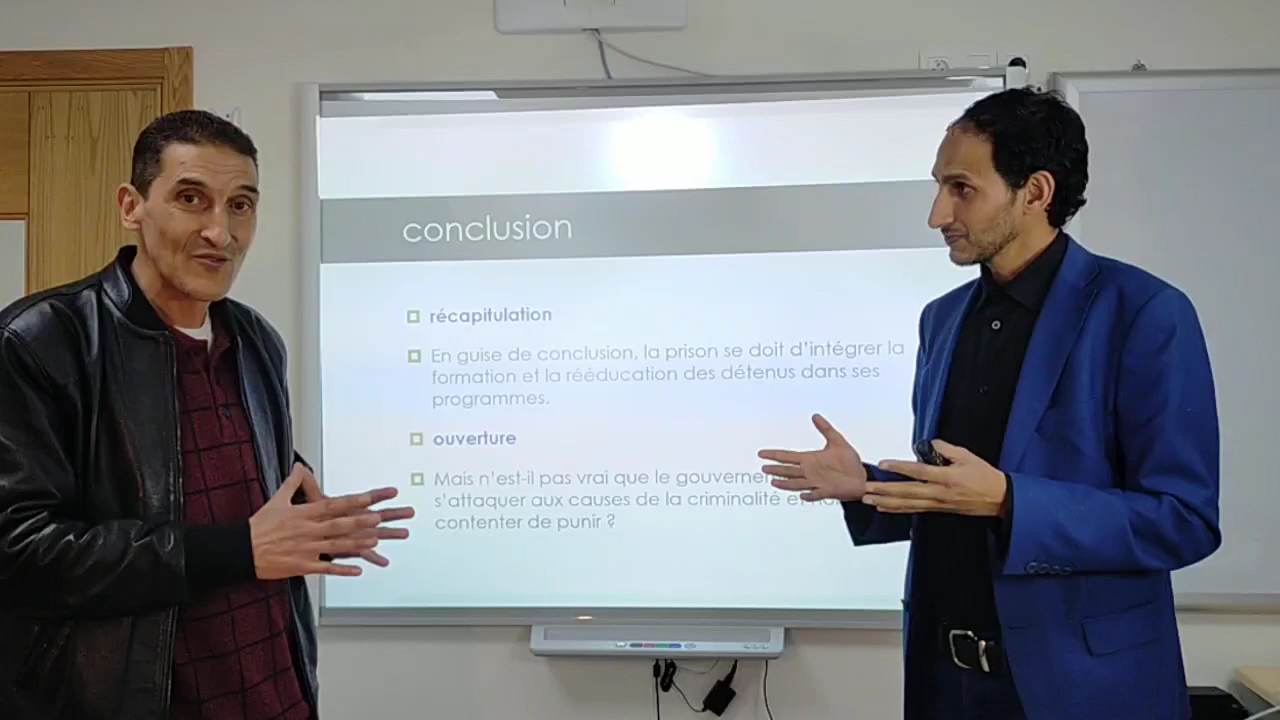 conclusion
récapitulation
En guise de conclusion, la prison se doit d'intégrer la
formation et la rééducation des détenus dans ses
programmes.
ouverture
Mais n'est-il pas vrai que le
s'attaquer aux causes de la criminalité et
contenter de punir ?